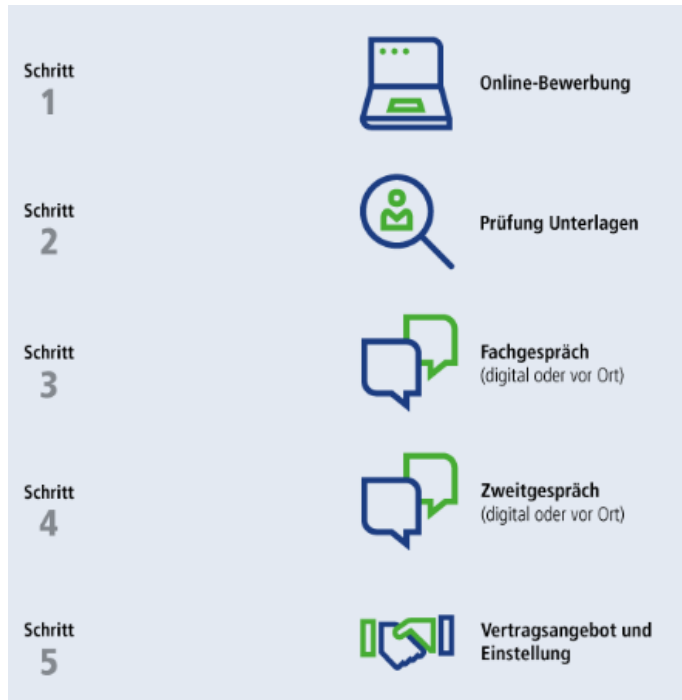 Schritt
1
Online-Bewerbung
Schritt
2
Prüfung Unterlagen
Schritt
3
Fachgespräch
(digital oder vor Ort)
Schritt
4
Zweitgespräch
(digital oder vor Ort)
Schritt
5
Vertragsangebot und
Einstellung